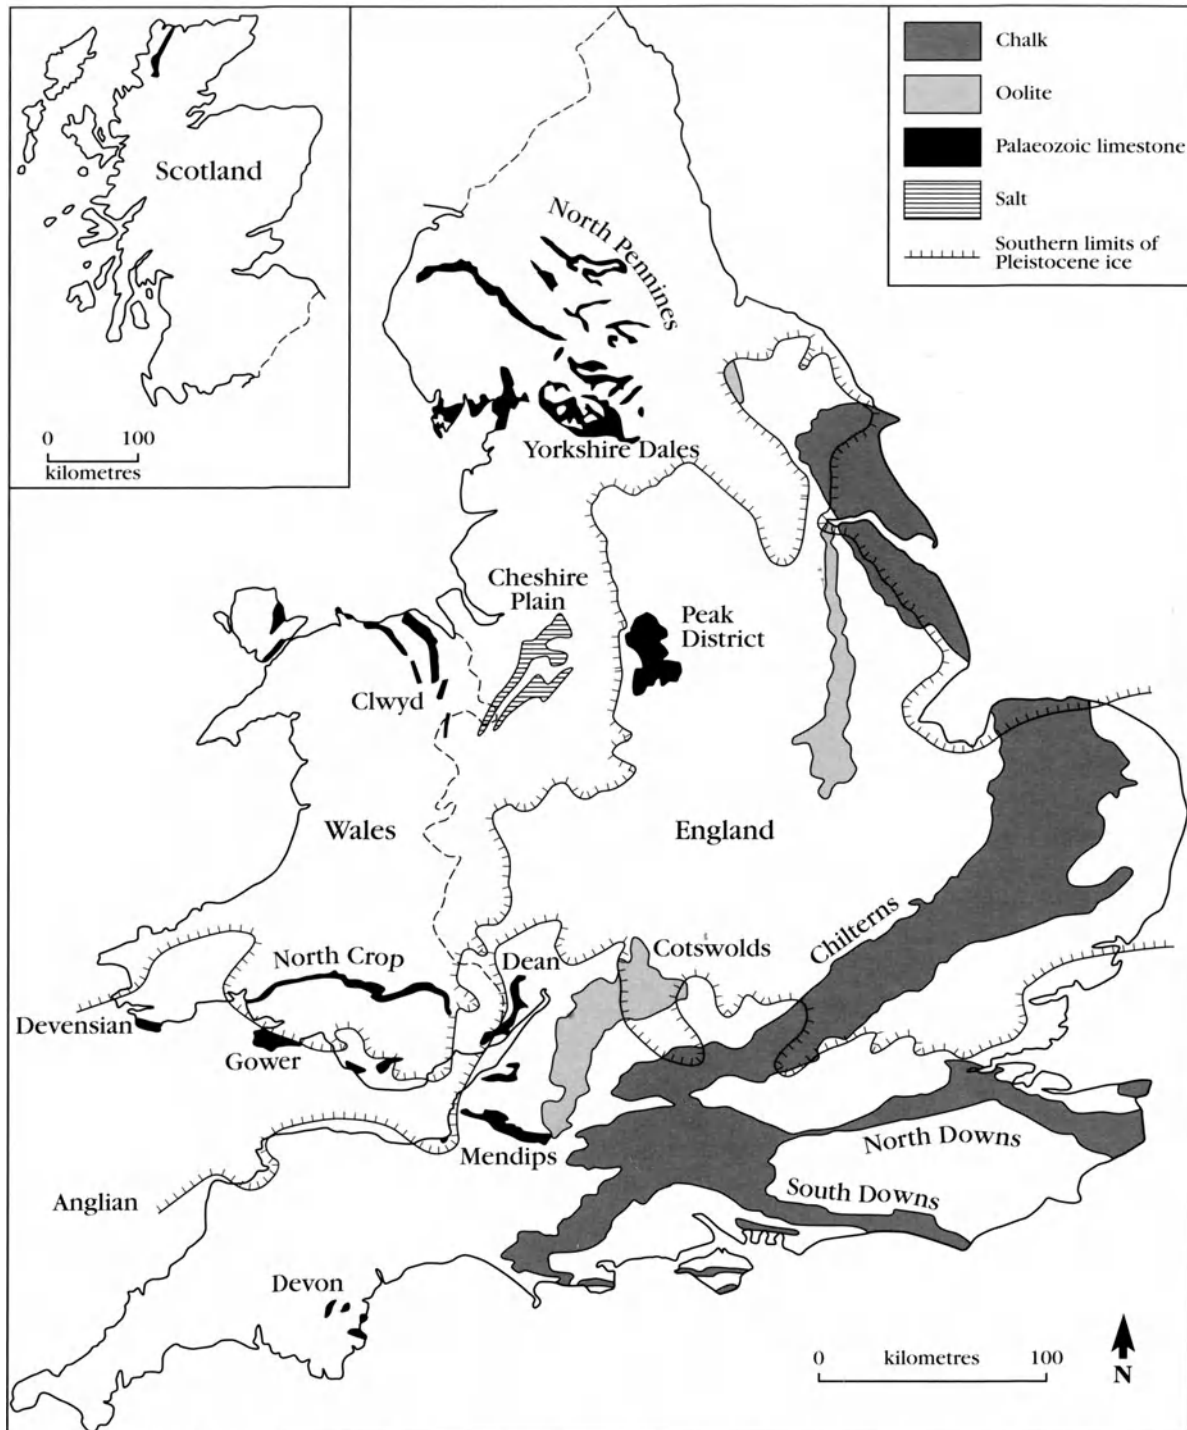 Scotland
0 100
kilometres
Chalk
Oolite
Palaeozoic limestone
Salt
Southern limits of
Pleistocene ice
North Pennines
Yorkshire Dales
Cheshire
Plain
Peak
District
Clwyd
Wales
England
Chilterns
North Crop
Dean
Cotswolds
Devensian
Gower
Mendips
North Downs
South Downs
Anglian
Devon
0 kilometres 100
N